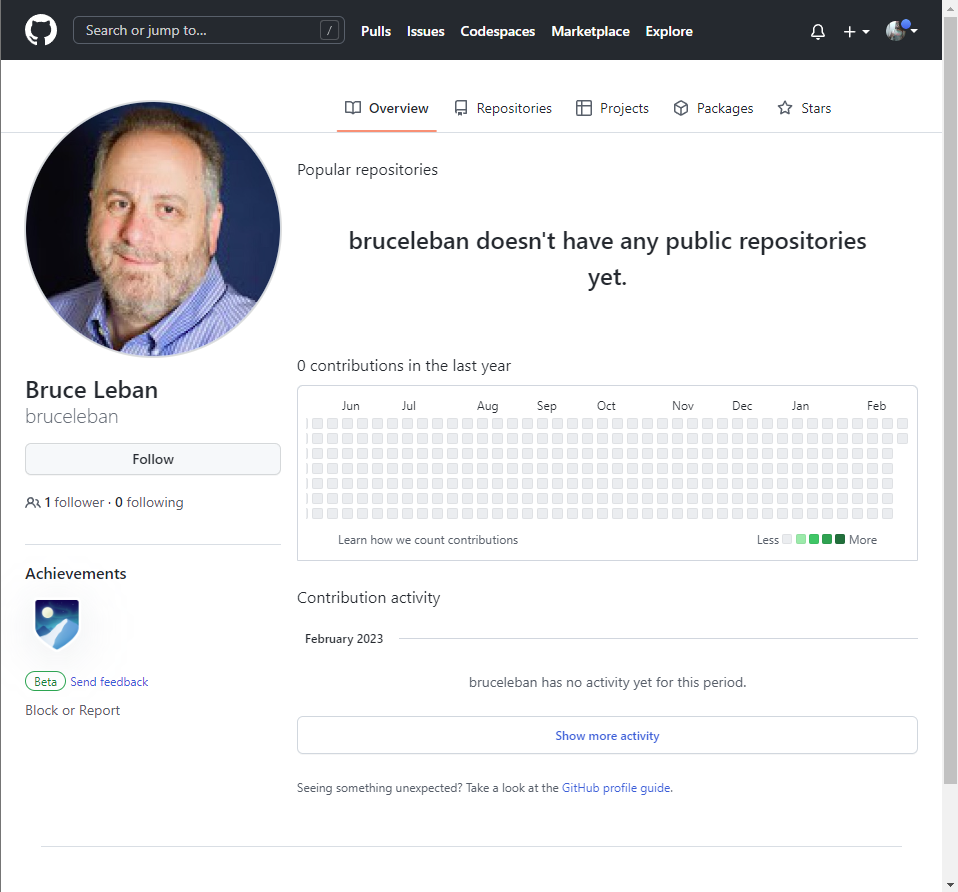 Search or jump to...
/
Pulls Issues Codespaces Marketplace Explore
Overview Repositories Projects Packages Stars
Popular repositories
bruceleban doesn't have any public repositories
yet.
Bruce Leban
bruceleban
Follow
1 follower · 0 following
Achievements
Beta Send feedback
Block or Report
0 contributions in the last year
Jun Jul Aug Sep Oct Nov Dec Jan Feb
Learn how we count contributions
Less More
Contribution activity
February 2023
bruceleban has no activity yet for this period.
Show more activity
Seeing something unexpected? Take a look at the GitHub profile guide.